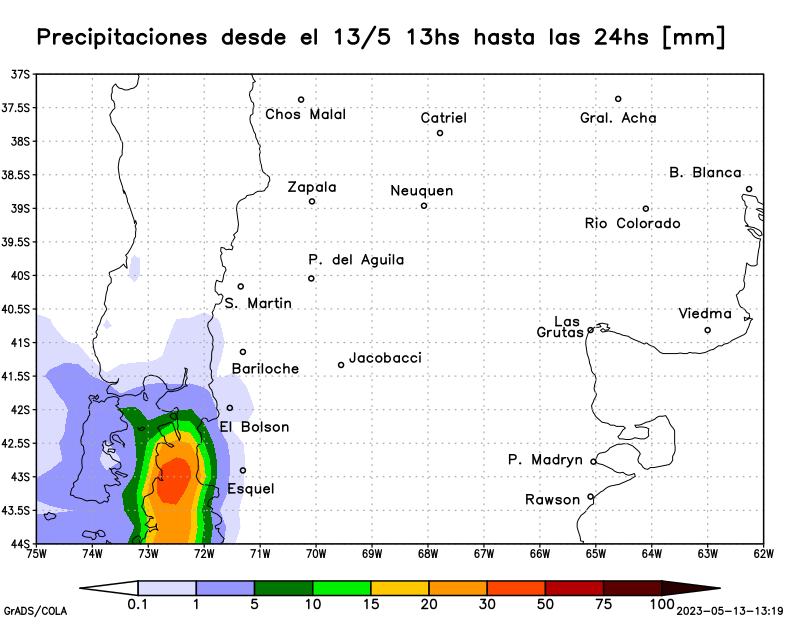 Precipitaciones desde el 13/5 13hs hasta las 24hs [mm]
37S
37.5S
38S
38.5S
39S
39.5S
40S
40.5S
41S
41.5S
42S
42.5S
43S
43.5S
44S
Chos Malal
Catriel
Gral. Acha
B. Blanca
Zapala
Neuquen
Rio Colorado
P. del Aguila
S. Martin
Las
Grutas
Viedma
Bariloche
Jacobacci
El Bolson
P. Madryn
Esquel
Rawson
75W 74W 73W 72W 71W 70W 69W 68W 67W 66W 65W 64W 63W 62W
0.1 1 5 10 15 20 30 50 75 100
GrADS/COLA
2023-05-13-13:19